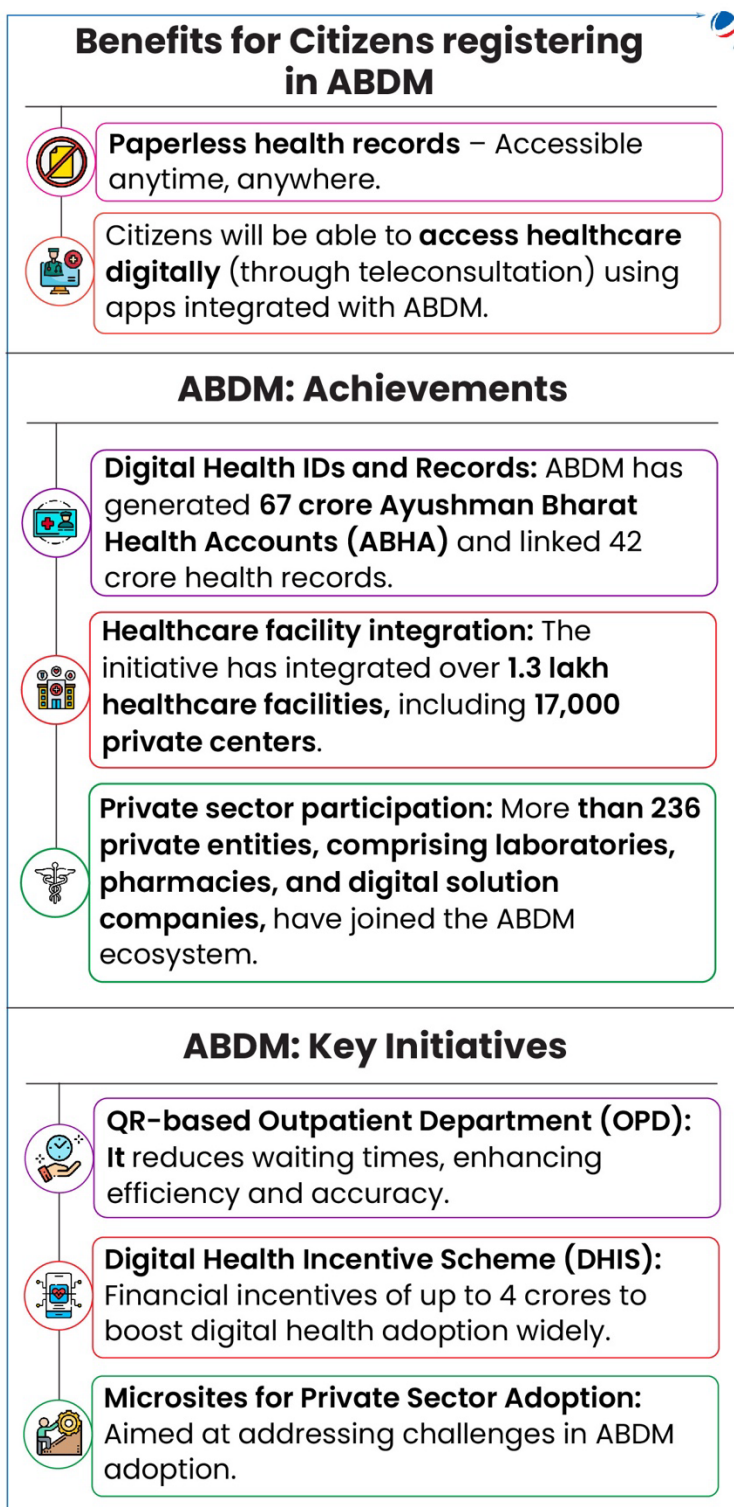 Benefits for Citizens registering
in ABDM
Paperless health records – Accessible
anytime, anywhere.
Citizens will be able to access healthcare
digitally (through teleconsultation) using
apps integrated with ABDM.
ABDM: Achievements
Digital Health IDs and Records: ABDM has
generated 67 crore Ayushman Bharat
Health Accounts (ABHA) and linked 42
crore health records.
Healthcare facility integration: The
initiative has integrated over 1.3 lakh
healthcare facilities, including 17,000
private centers.
Private sector participation: More than 236
private entities, comprising laboratories,
pharmacies, and digital solution
companies, have joined the ABDM
ecosystem.
ABDM: Key Initiatives
QR-based Outpatient Department (OPD):
It reduces waiting times, enhancing
efficiency and accuracy.
Digital Health Incentive Scheme (DHIS):
Financial incentives of up to 4 crores to
boost digital health adoption widely.
Microsites for Private Sector Adoption:
Aimed at addressing challenges in ABDM
adoption.